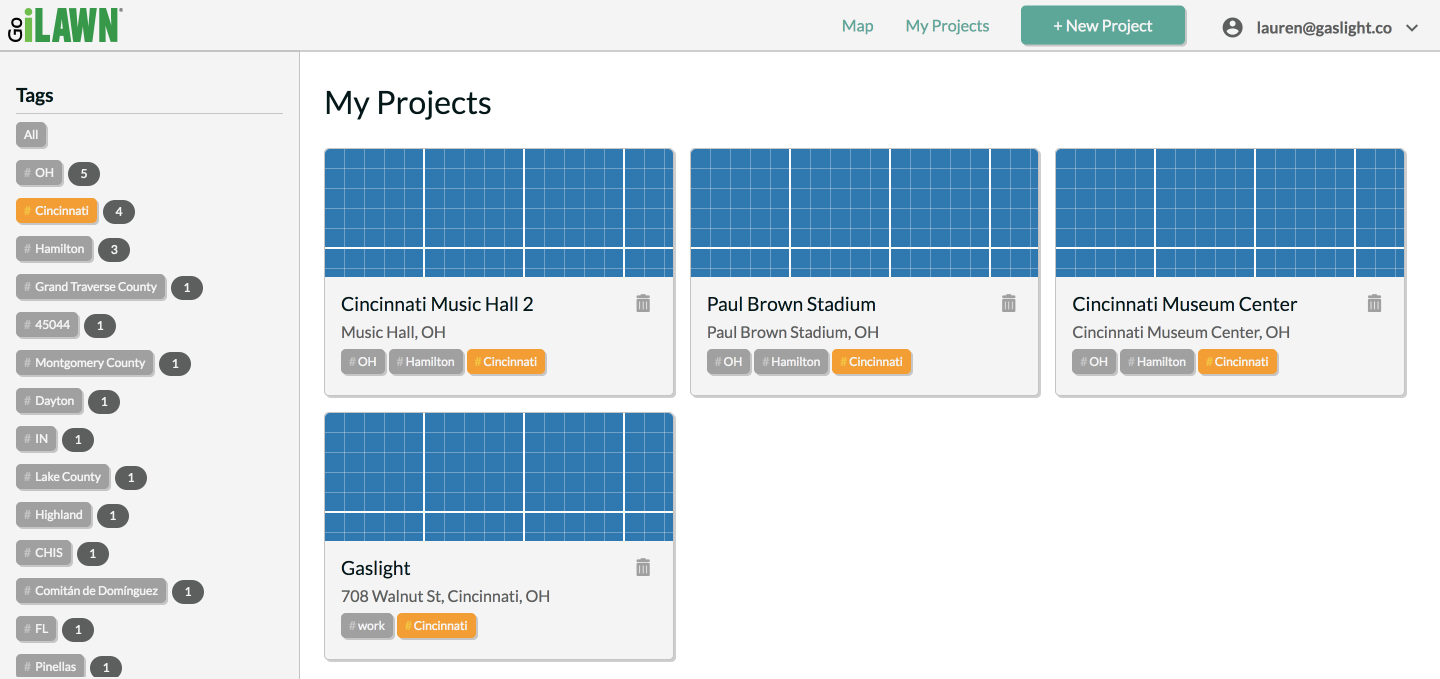 Go iLAWN®
Map
My Projects
+ New Project
lauren@gaslight.co
Tags
All
# OH 5
# Cincinnati 4
# Hamilton 3
# Grand Traverse County 1
# 45044 1
# Montgomery County 1
# Dayton 1
# IN 1
# Lake County 1
# Highland 1
# CHIS 1
# Comitán de Domínguez 1
# FL 1
# Pinellas 1
My Projects
Cincinnati Music Hall 2
Music Hall, OH
# OH # Hamilton # Cincinnati
Paul Brown Stadium
Paul Brown Stadium, OH
# OH # Hamilton # Cincinnati
Cincinnati Museum Center
Cincinnati Museum Center, OH
# OH # Hamilton # Cincinnati
Gaslight
708 Walnut St, Cincinnati, OH
# work # Cincinnati